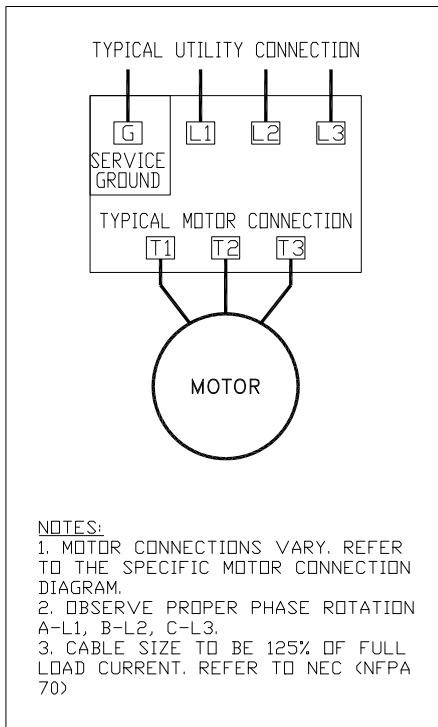 TYPICAL UTILITY CONNECTION
G L1 L2 L3
SERVICE
GROUND
TYPICAL MOTOR CONNECTION
T1 T2 T3
MOTOR
NOTES:
1. MOTOR CONNECTIONS VARY. REFER
TO THE SPECIFIC MOTOR CONNECTION
DIAGRAM.
2. OBSERVE PROPER PHASE ROTATION
A-L1, B-L2, C-L3.
3. CABLE SIZE TO BE 125% OF FULL
LOAD CURRENT. REFER TO NEC (NFPA
70)